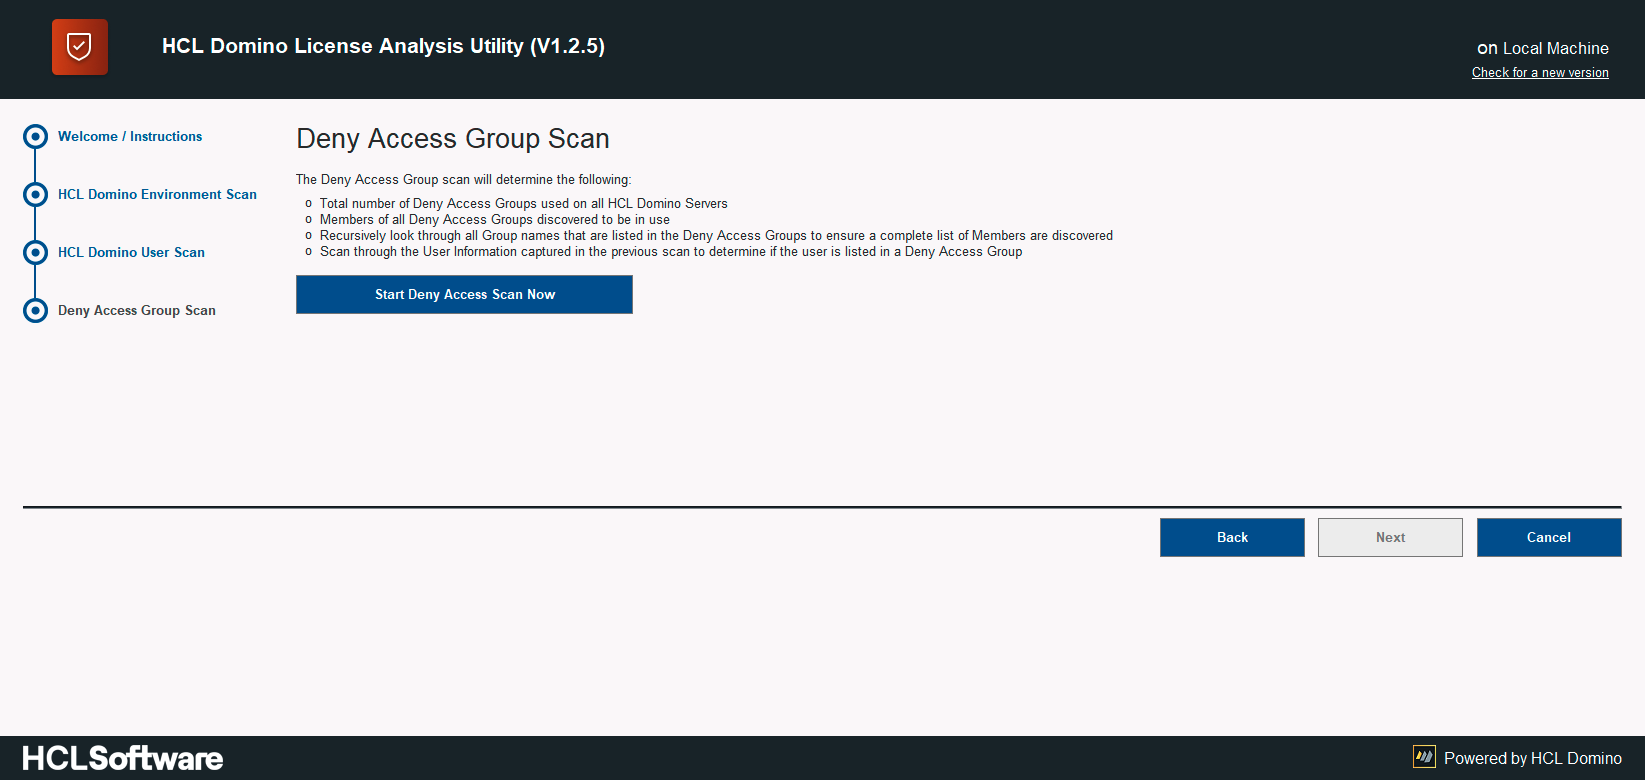 HCL Domino License Analysis Utility (V1.2.5)
on Local Machine
Check for a new version
Welcome / Instructions
HCL Domino Environment Scan
HCL Domino User Scan
Deny Access Group Scan
Deny Access Group Scan
The Deny Access Group scan will determine the following:
o Total number of Deny Access Groups used on all HCL Domino Servers
o Members of all Deny Access Groups discovered to be in use
o Recursively look through all Group names that are listed in the Deny Access Groups to ensure a complete list of Members are discovered
o Scan through the User Information captured in the previous scan to determine if the user is listed in a Deny Access Group
Start Deny Access Scan Now
Back
Next
Cancel
HCLSoftware
Powered by HCL Domino